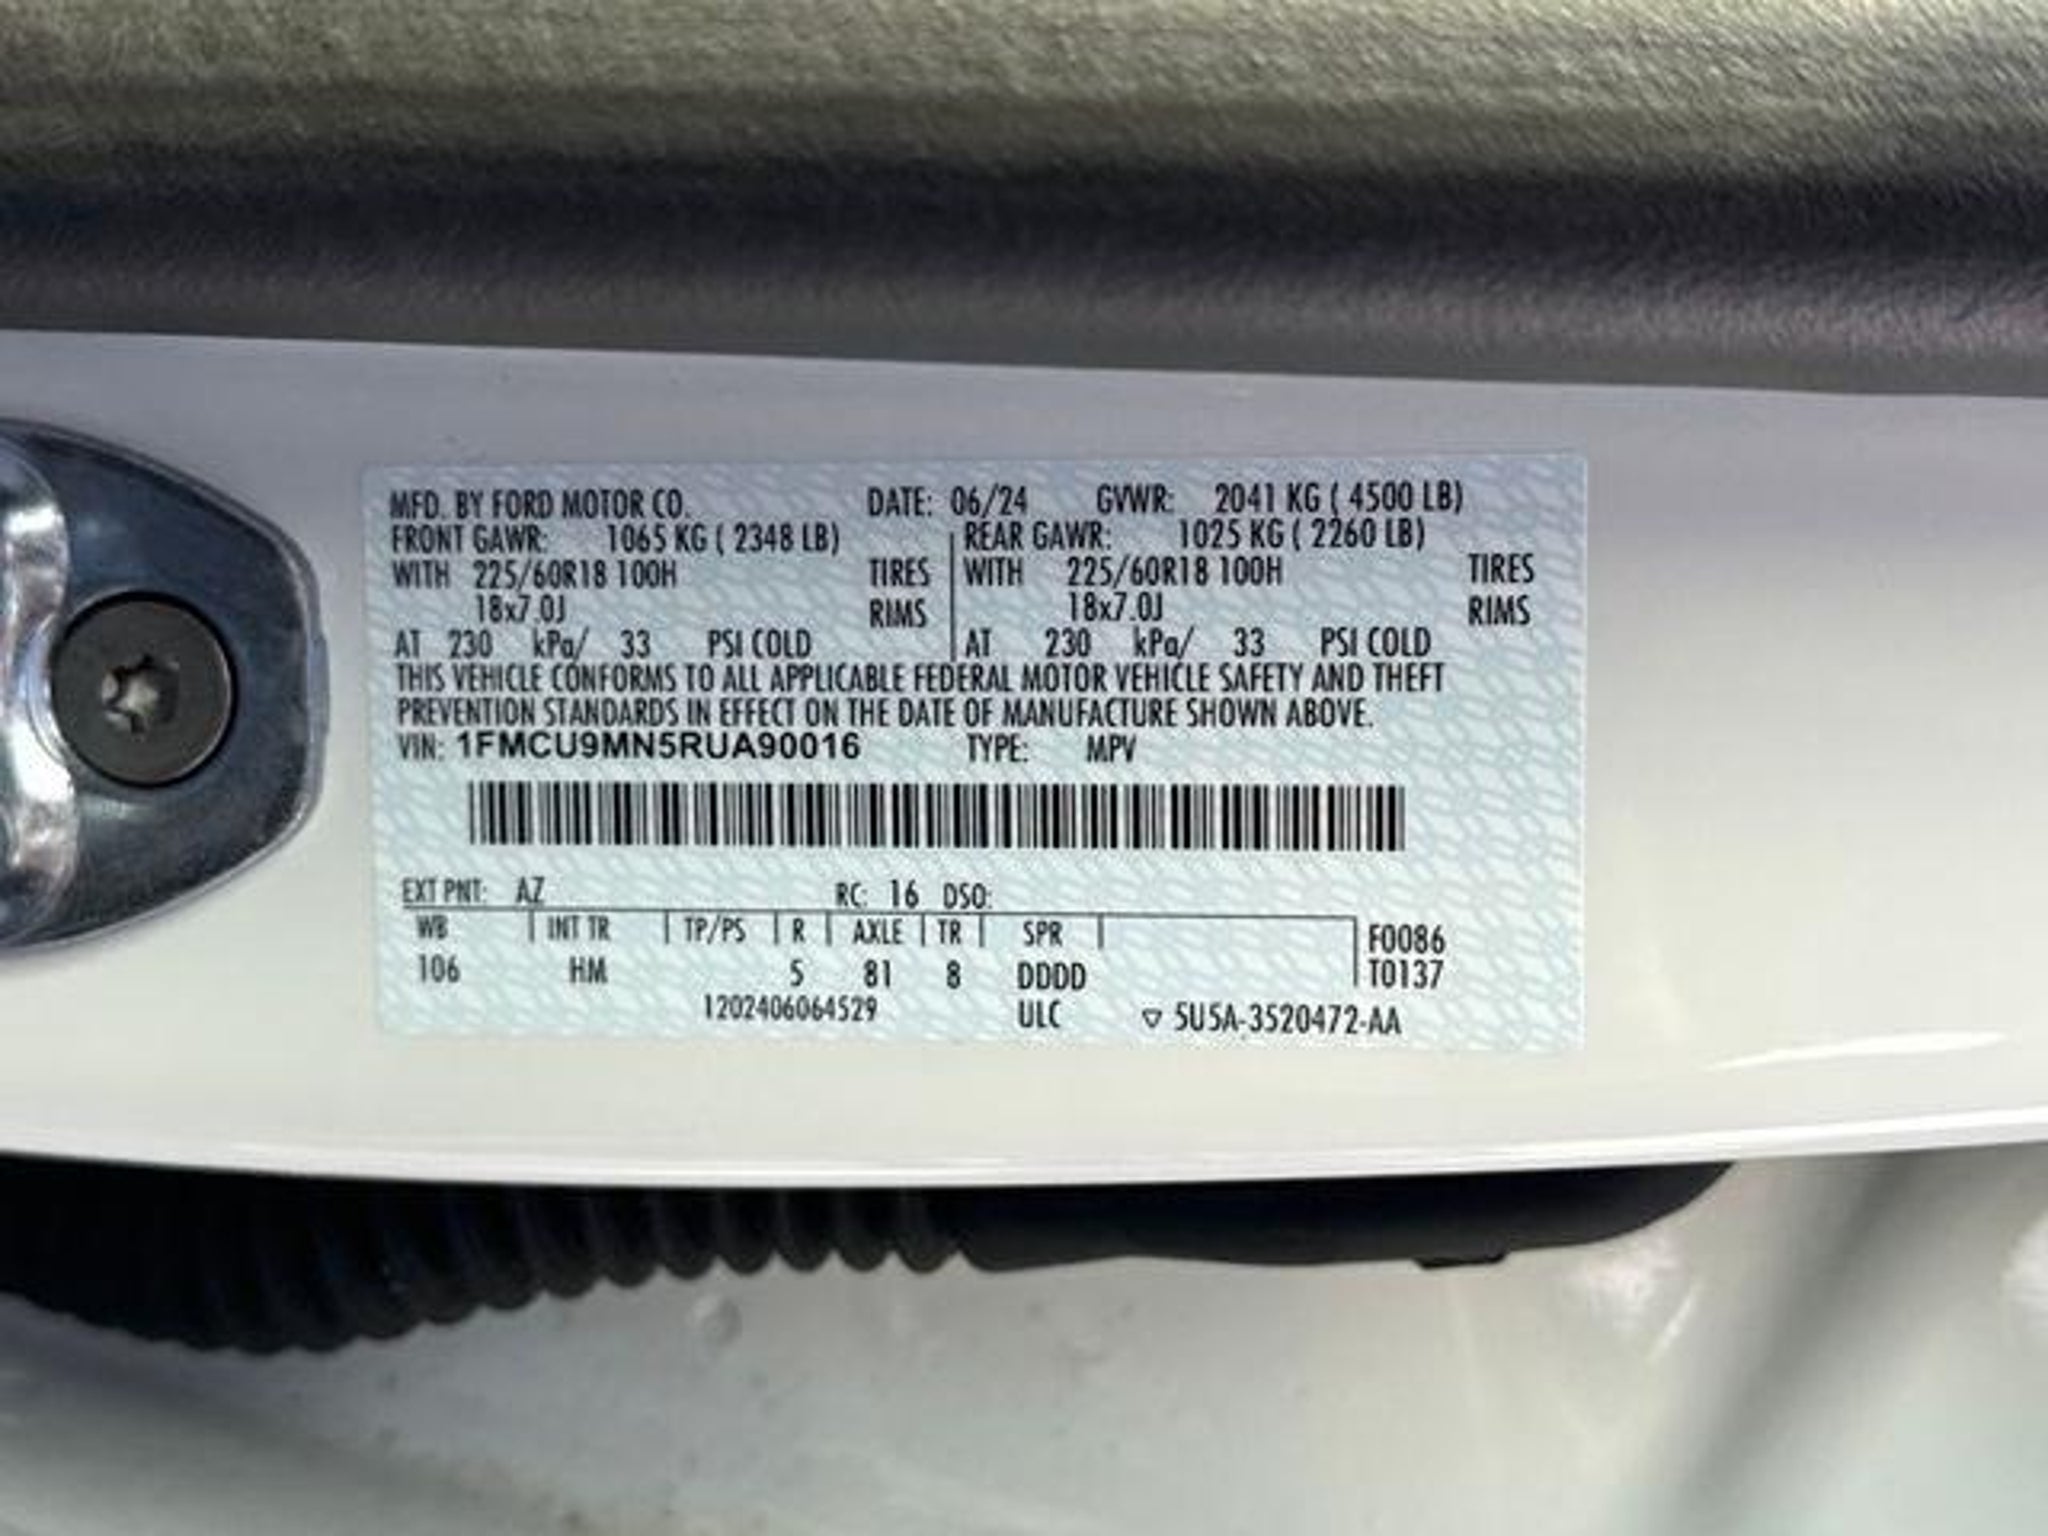 MFD. BY FORD MOTOR CO. DATE: 06/24 GVWR: 2041 KG ( 4500 LB)
FRONT GAWR: 1065 KG ( 2348 LB) REAR GAWR: 1025 KG ( 2260 LB)
WITH 225/60R18 100H TIRES WITH 225/60R18 100H TIRES
18x7.0J RIMS 18x7.0J RIMS
AT 230 kPa/ 33 PSI COLD AT 230 kPa/ 33 PSI COLD
THIS VEHICLE CONFORMS TO ALL APPLICABLE FEDERAL MOTOR VEHICLE SAFETY AND THEFT
PREVENTION STANDARDS IN EFFECT ON THE DATE OF MANUFACTURE SHOWN ABOVE.
VIN: 1FMCU9MN5RUA90016 TYPE: MPV
EXT PNT: AZ RC: 16 DSO:
WB INT TR TP/PS R AXLE TR SPR F0086
106 HM 5 81 8 DDDD T0137
1202406064529 ULC ▽ 5U5A-3520472-AA